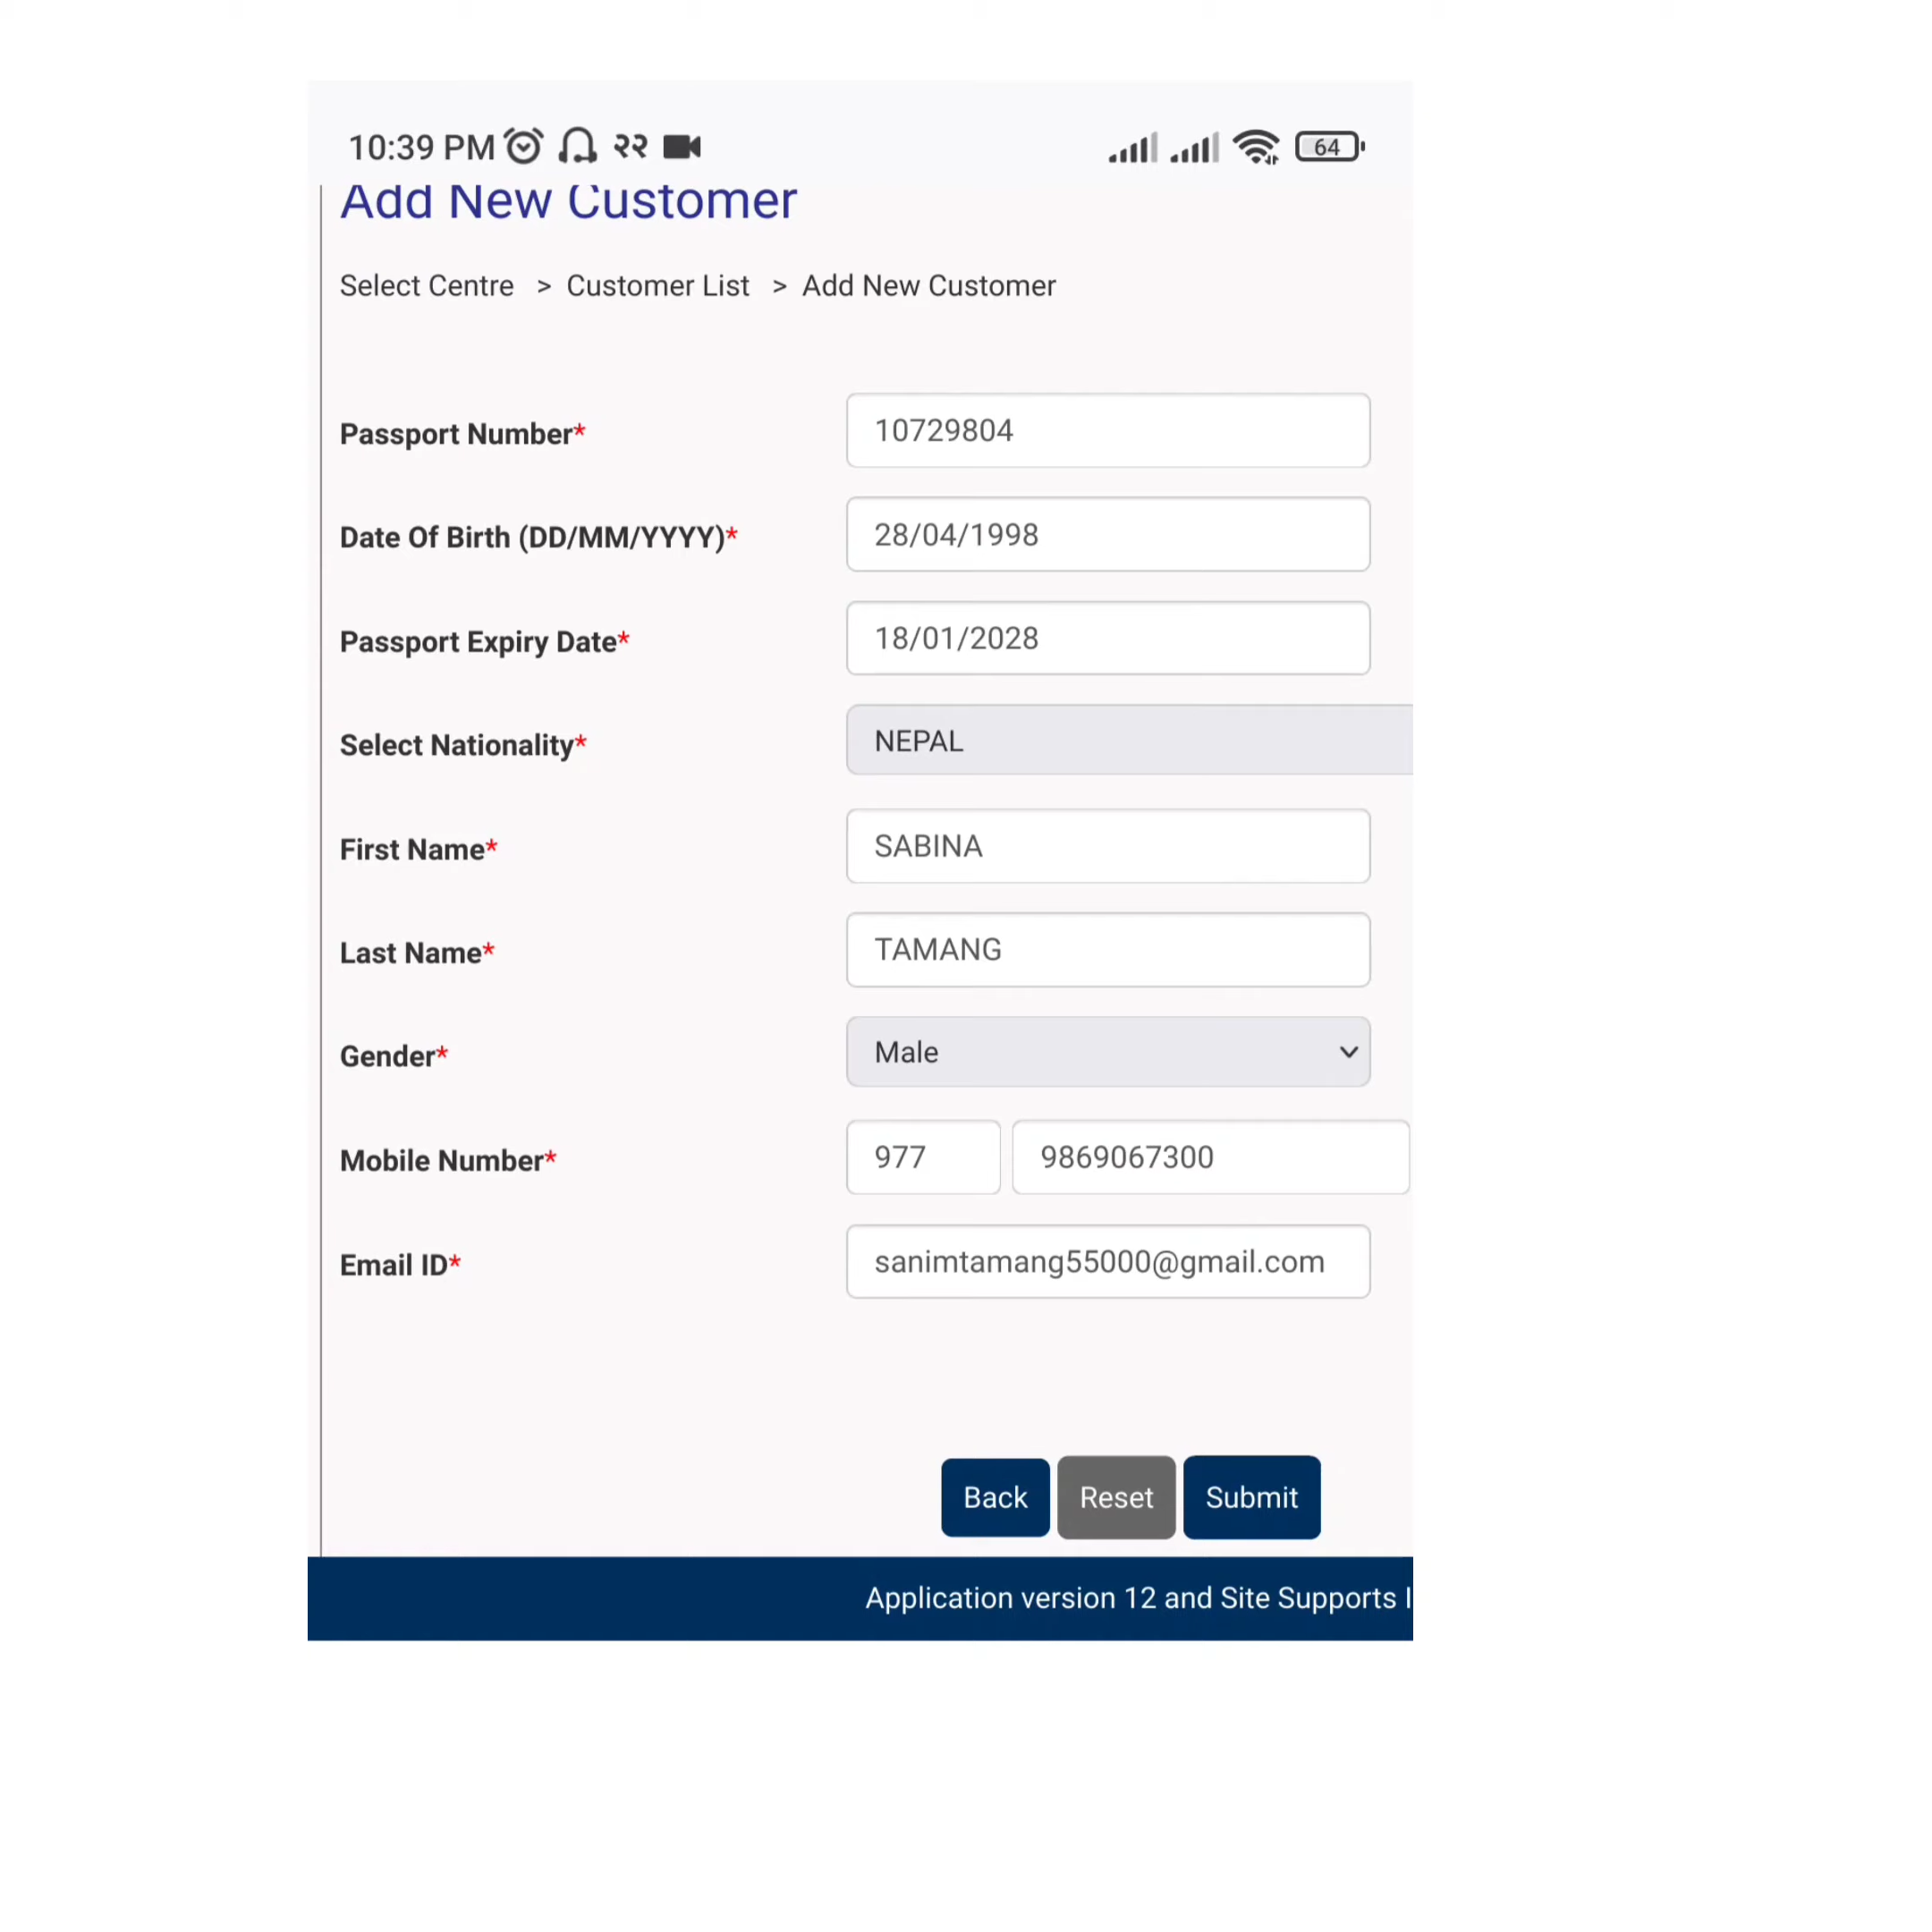 10:39 PM २२ 64
Add New Customer
Select Centre > Customer List > Add New Customer
Passport Number* 10729804
Date Of Birth (DD/MM/YYYY)* 28/04/1998
Passport Expiry Date* 18/01/2028
Select Nationality* NEPAL
First Name* SABINA
Last Name* TAMANG
Gender* Male
Mobile Number* 977 9869067300
Email ID* sanimtamang55000@gmail.com
Back Reset Submit
Application version 12 and Site Supports